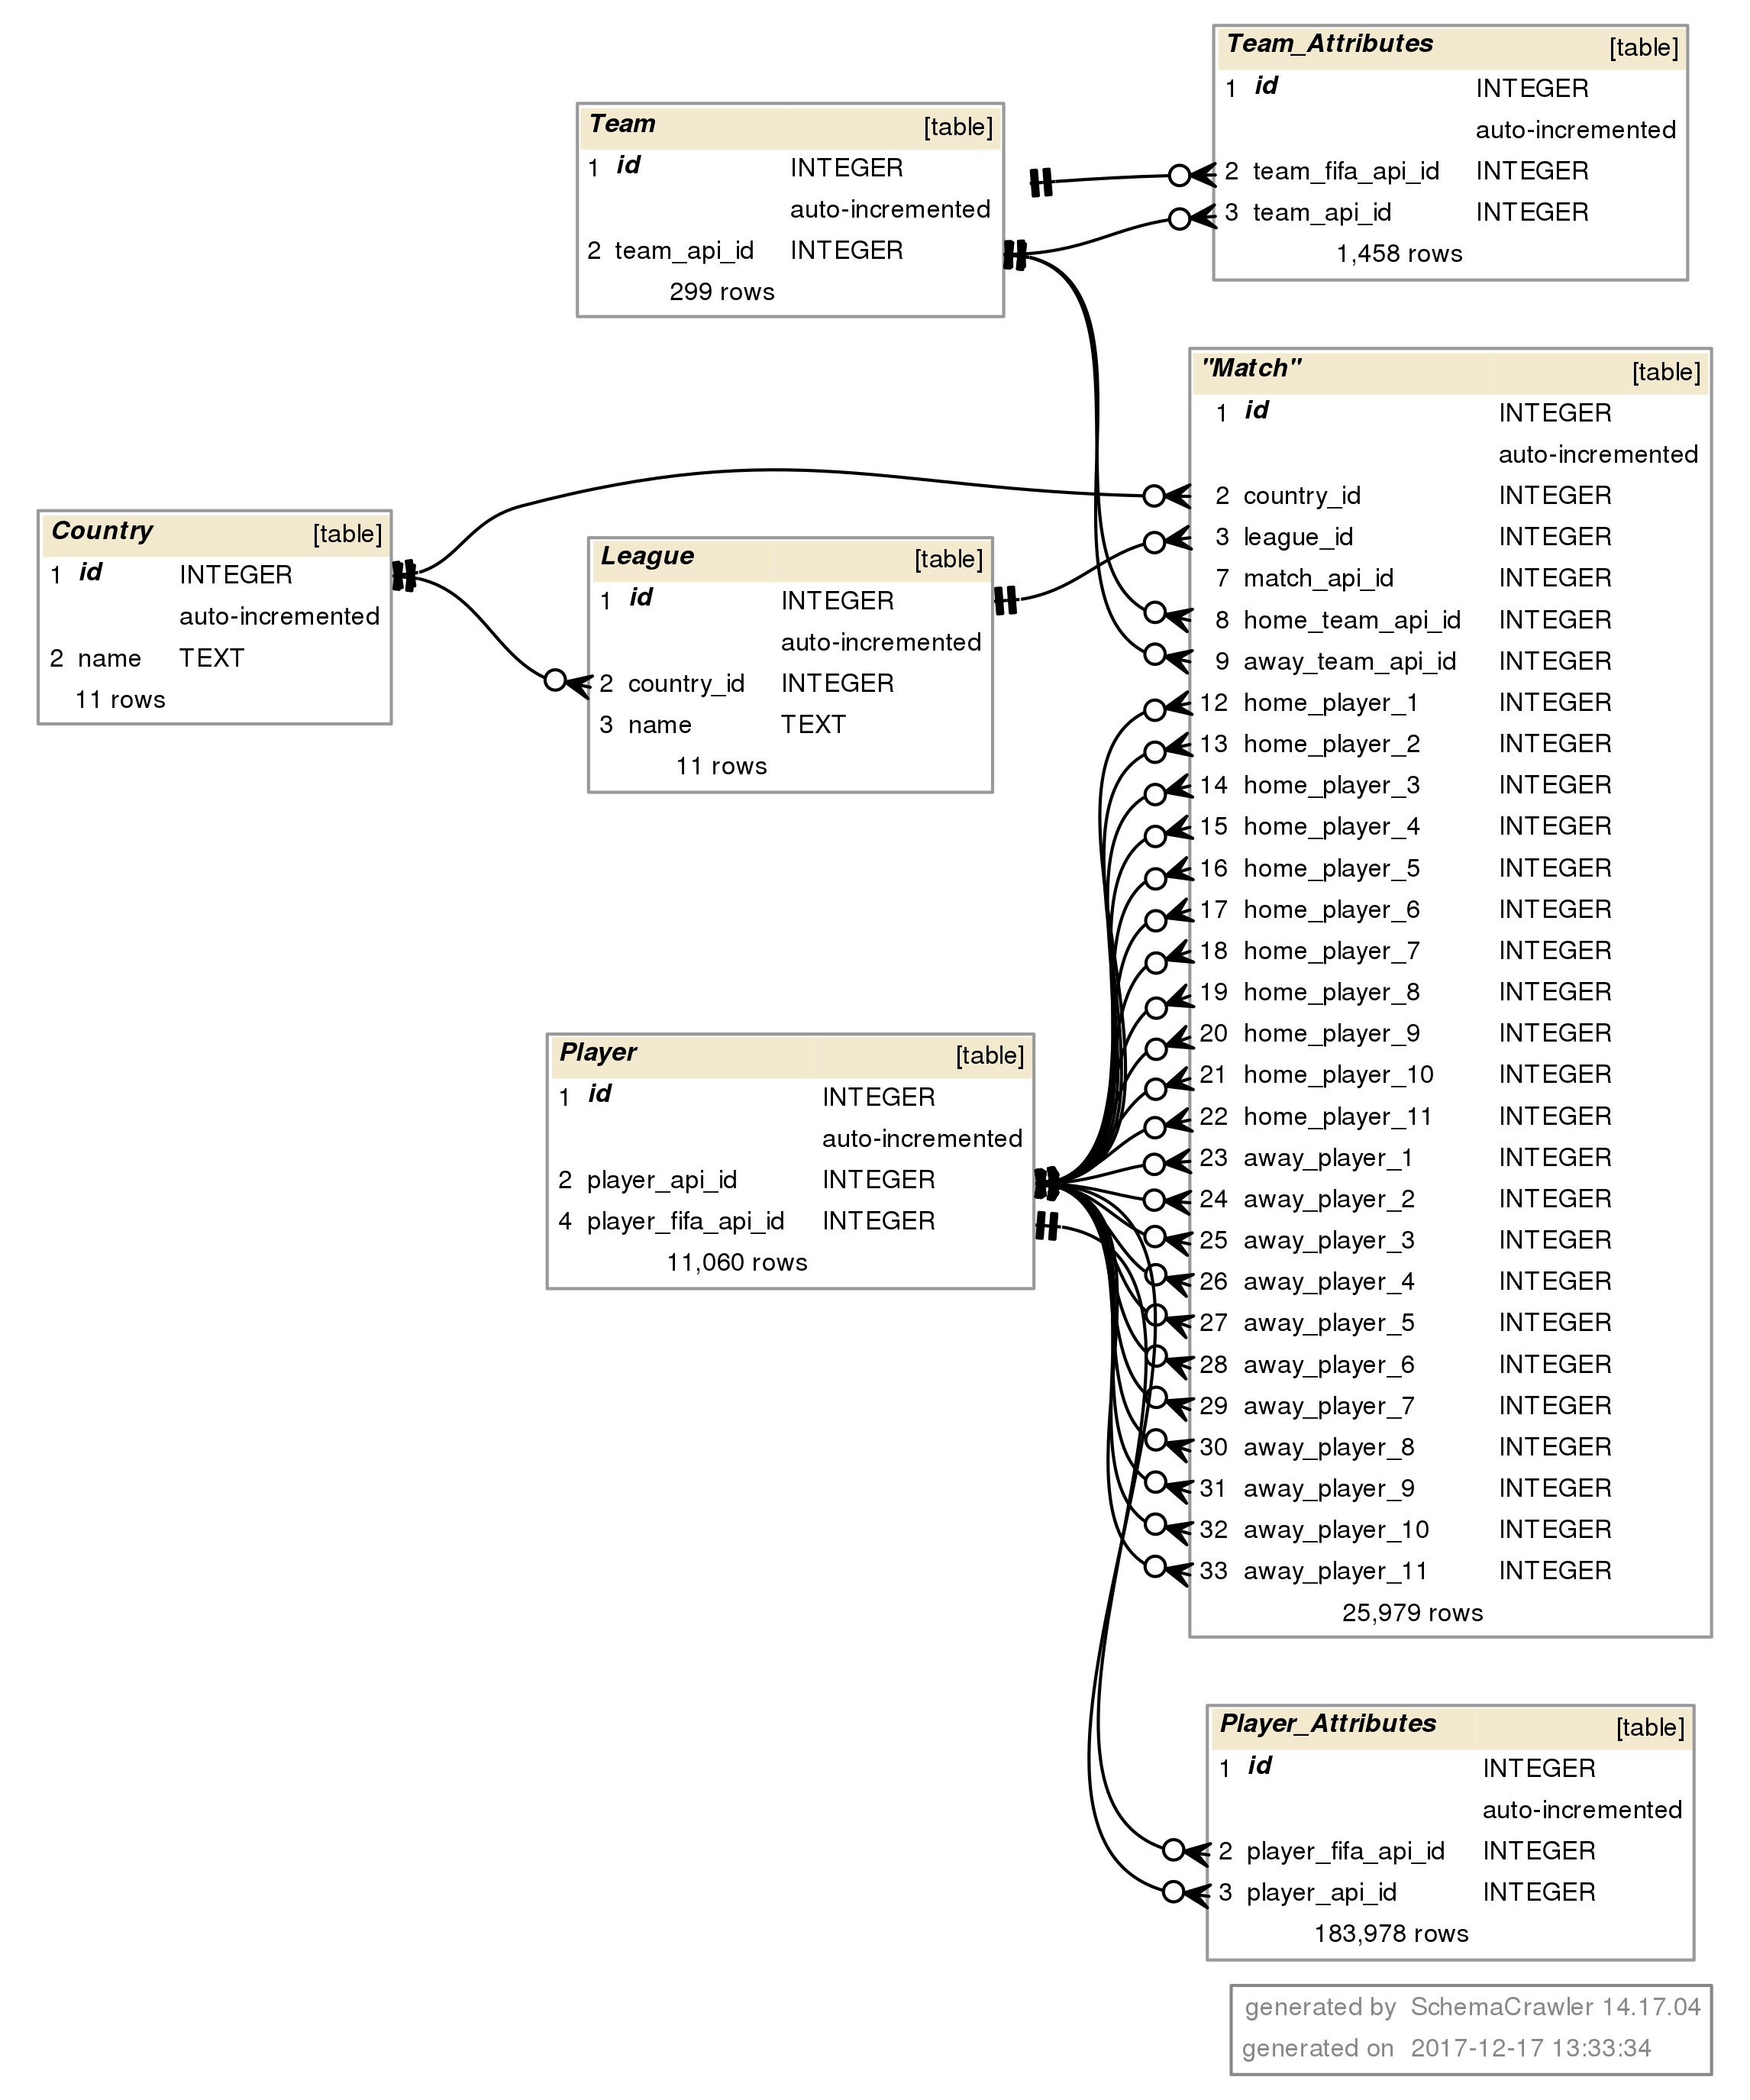 Team_Attributes [table]
1 id INTEGER
auto-incremented
2 team_fifa_api_id INTEGER
3 team_api_id INTEGER
1,458 rows
Team [table]
1 id INTEGER
auto-incremented
2 team_api_id INTEGER
299 rows
"Match" [table]
1 id INTEGER
auto-incremented
2 country_id INTEGER
3 league_id INTEGER
7 match_api_id INTEGER
8 home_team_api_id INTEGER
9 away_team_api_id INTEGER
12 home_player_1 INTEGER
13 home_player_2 INTEGER
14 home_player_3 INTEGER
15 home_player_4 INTEGER
16 home_player_5 INTEGER
17 home_player_6 INTEGER
18 home_player_7 INTEGER
19 home_player_8 INTEGER
20 home_player_9 INTEGER
21 home_player_10 INTEGER
22 home_player_11 INTEGER
23 away_player_1 INTEGER
24 away_player_2 INTEGER
25 away_player_3 INTEGER
26 away_player_4 INTEGER
27 away_player_5 INTEGER
28 away_player_6 INTEGER
29 away_player_7 INTEGER
30 away_player_8 INTEGER
31 away_player_9 INTEGER
32 away_player_10 INTEGER
33 away_player_11 INTEGER
25,979 rows
Country [table]
1 id INTEGER
auto-incremented
2 name TEXT
11 rows
League [table]
1 id INTEGER
auto-incremented
2 country_id INTEGER
3 name TEXT
11 rows
Player [table]
1 id INTEGER
auto-incremented
2 player_api_id INTEGER
4 player_fifa_api_id INTEGER
11,060 rows
Player_Attributes [table]
1 id INTEGER
auto-incremented
2 player_fifa_api_id INTEGER
3 player_api_id INTEGER
183,978 rows
generated by SchemaCrawler 14.17.04
generated on 2017-12-17 13:33:34